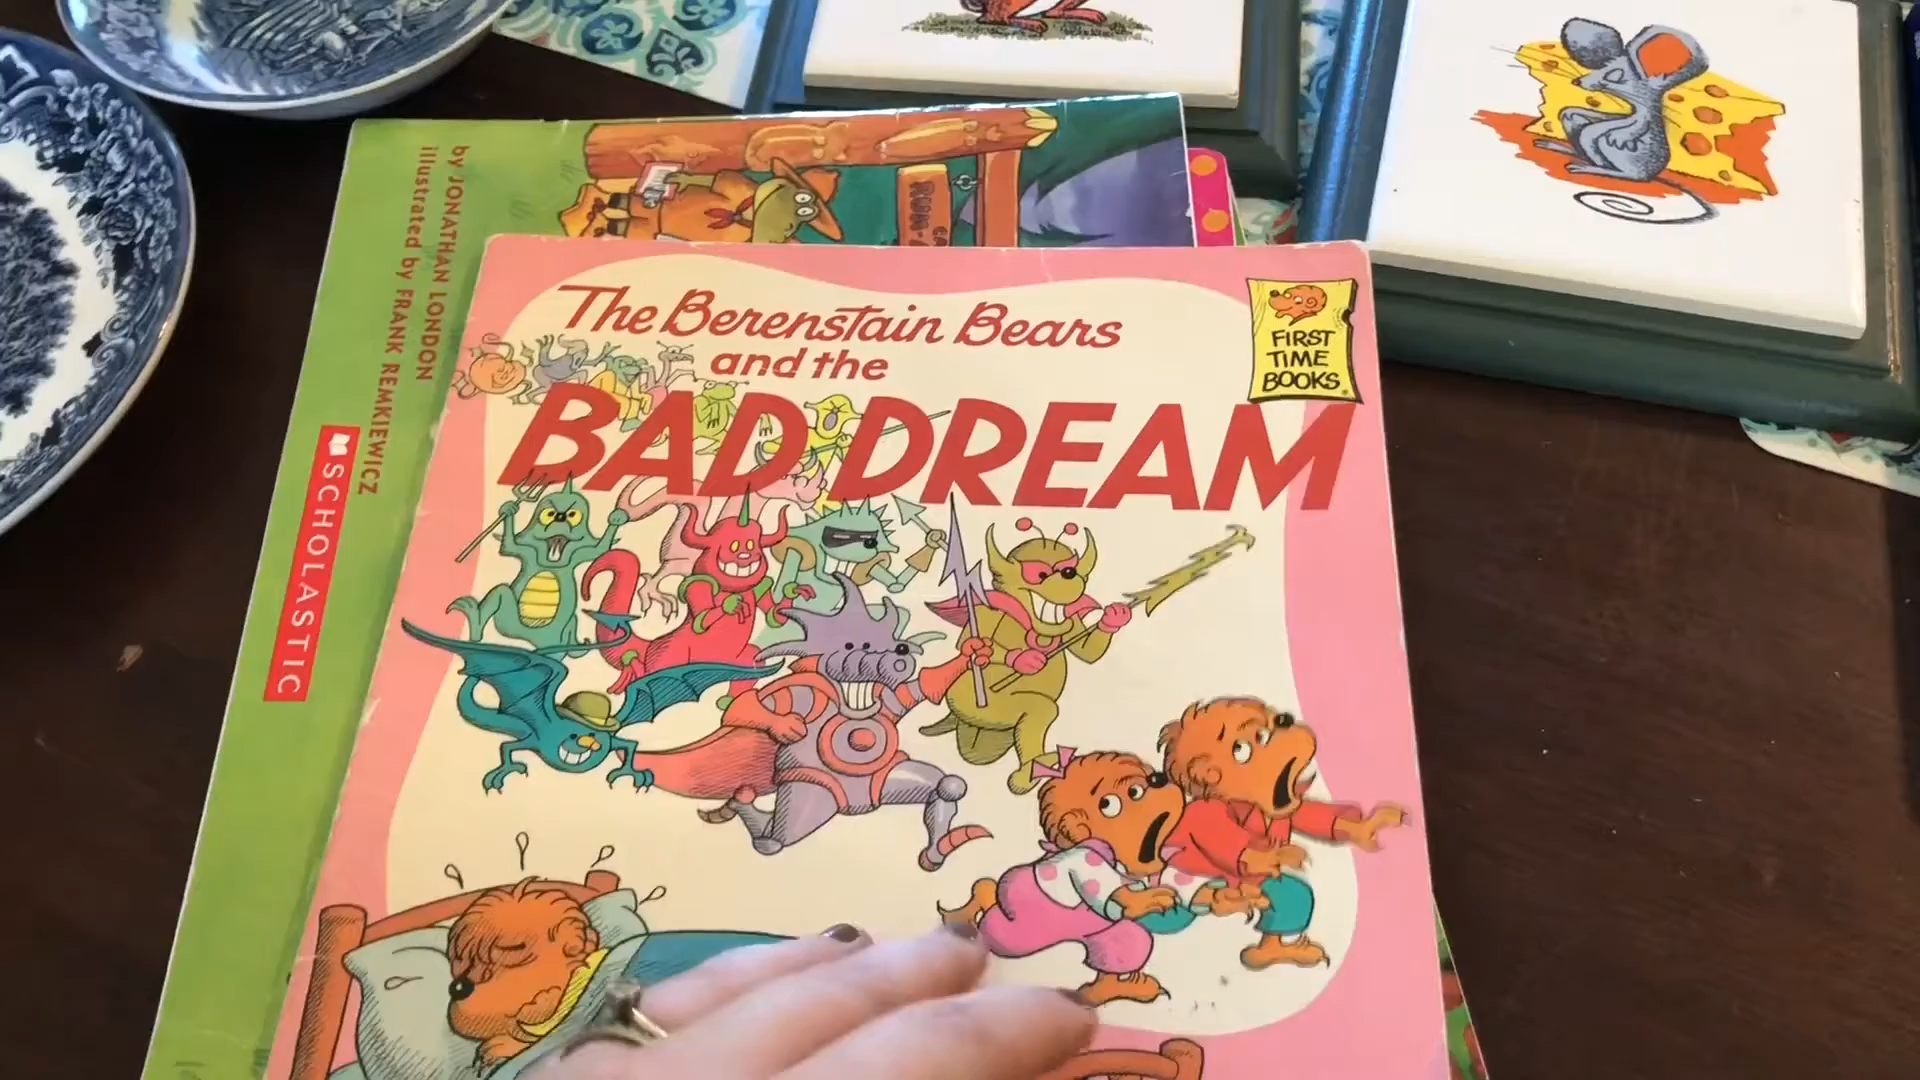 by JONATHAN LONDON
illustrated by FRANK REMKIEWICZ
SCHOLASTIC
The Berenstain Bears
and the
BAD DREAM
FIRST
TIME
BOOKS